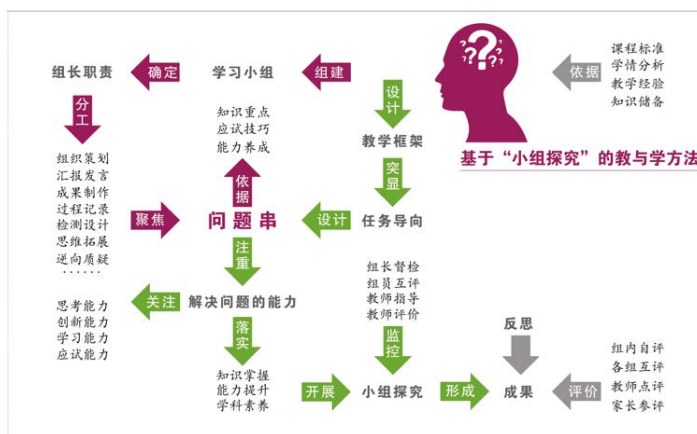 组长职责
确定
学习小组
组建
???
依据
课程标准
学情分析
教学经验
知识储备
分工
知识重点
应试技巧
能力养成
设计
教学框架
基于“小组探究”的教与学方法
组织策划
汇报发言
成果制作
过程记录
检测设计
思维拓展
逆向质疑
······
聚焦
依据
问题串
设计
突显
任务导向
注重
思考能力
创新能力
学习能力
应试能力
关注
解决问题的能力
组长督检
组员互评
教师指导
教师评价
落实
监控
反思
知识掌握
能力提升
学科素养
开展
小组探究
形成
成果
评价
组内自评
各组互评
教师点评
家长参评